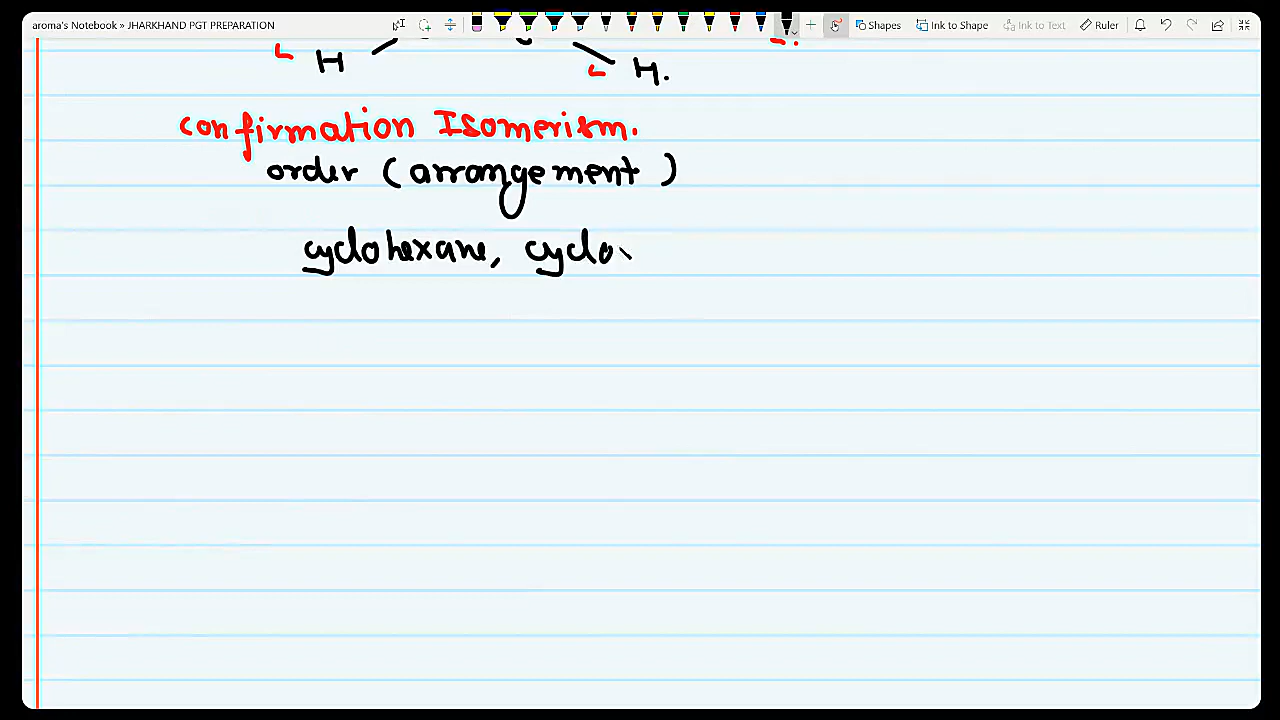 aroma's Notebook » JHARKHAND PGT PREPARATION
Shapes Ink to Shape Ink to Text Ruler
H H.
confirmation Isomerism.
order (arrangement)
cyclohexane, cyclo